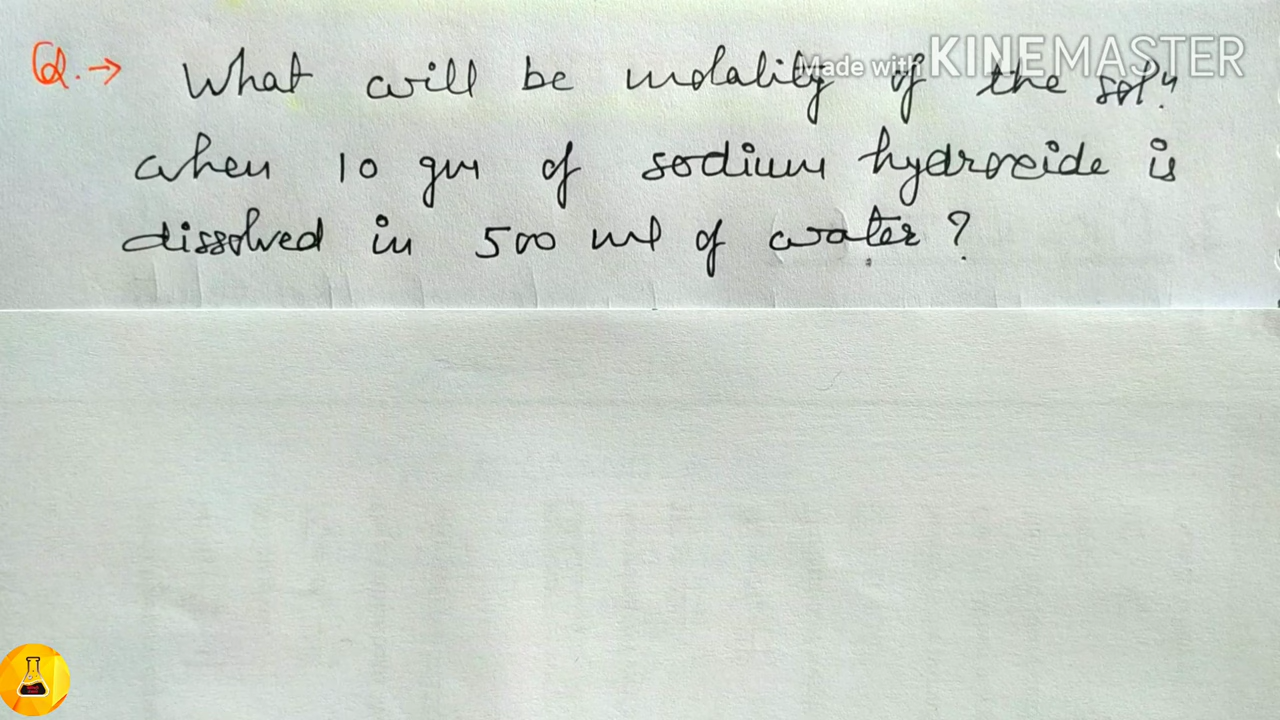 Q.→ What will be molality of the solⁿ.
Made with KINEMASTER
when 10 gm of sodium hydroxide is
dissolved in 500 ml of water?